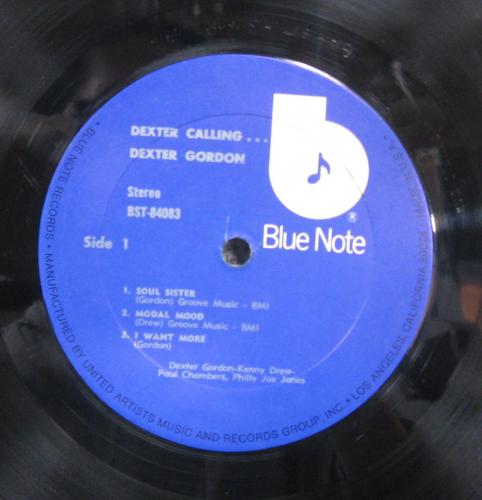 DEXTER CALLING...
DEXTER GORDON
Stereo
BST-84083
Side 1
b
®
Blue Note
1. SOUL SISTER
(Gordon) Groove Music - BMI
2. MODAL MOOD
(Drew) Groove Music - BMI
3. I WANT MORE
(Gordon)
Dexter Gordon-Kenny Drew-
Paul Chambers, Philly Joe Jones
• BLUE NOTE RECORDS • MANUFACTURED BY UNITED ARTISTS MUSIC AND RECORDS GROUP, INC. • LOS ANGELES, CALIFORNIA